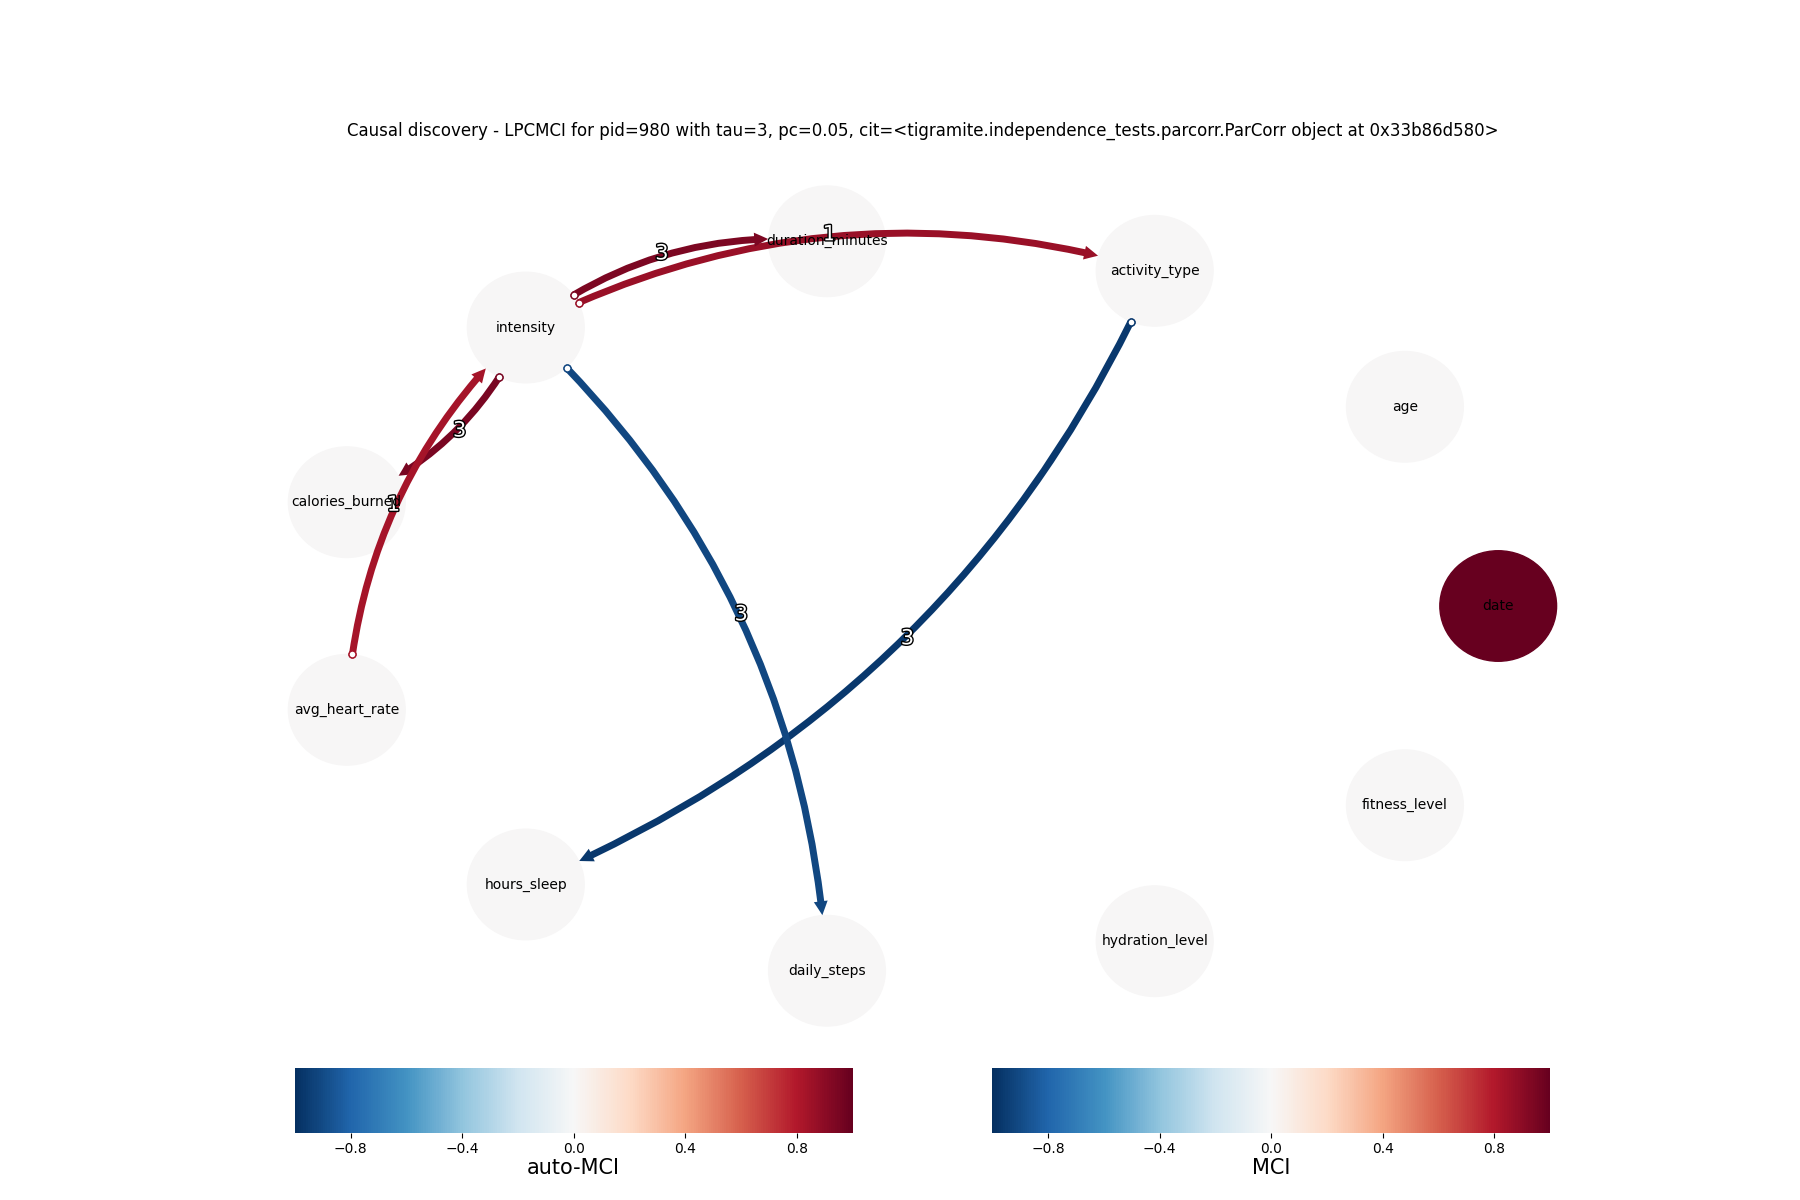 Causal discovery - LPCMCI for pid=980 with tau=3, pc=0.05, cit=<tigramite.independence_tests.parcorr.ParCorr object at 0x33b86d580>
1
duration_minutes
3
activity_type
intensity
age
3
calories_burned
1
date
3
3
avg_heart_rate
fitness_level
hours_sleep
hydration_level
daily_steps
−0.8 −0.4 0.0 0.4 0.8
auto-MCI
−0.8 −0.4 0.0 0.4 0.8
MCI